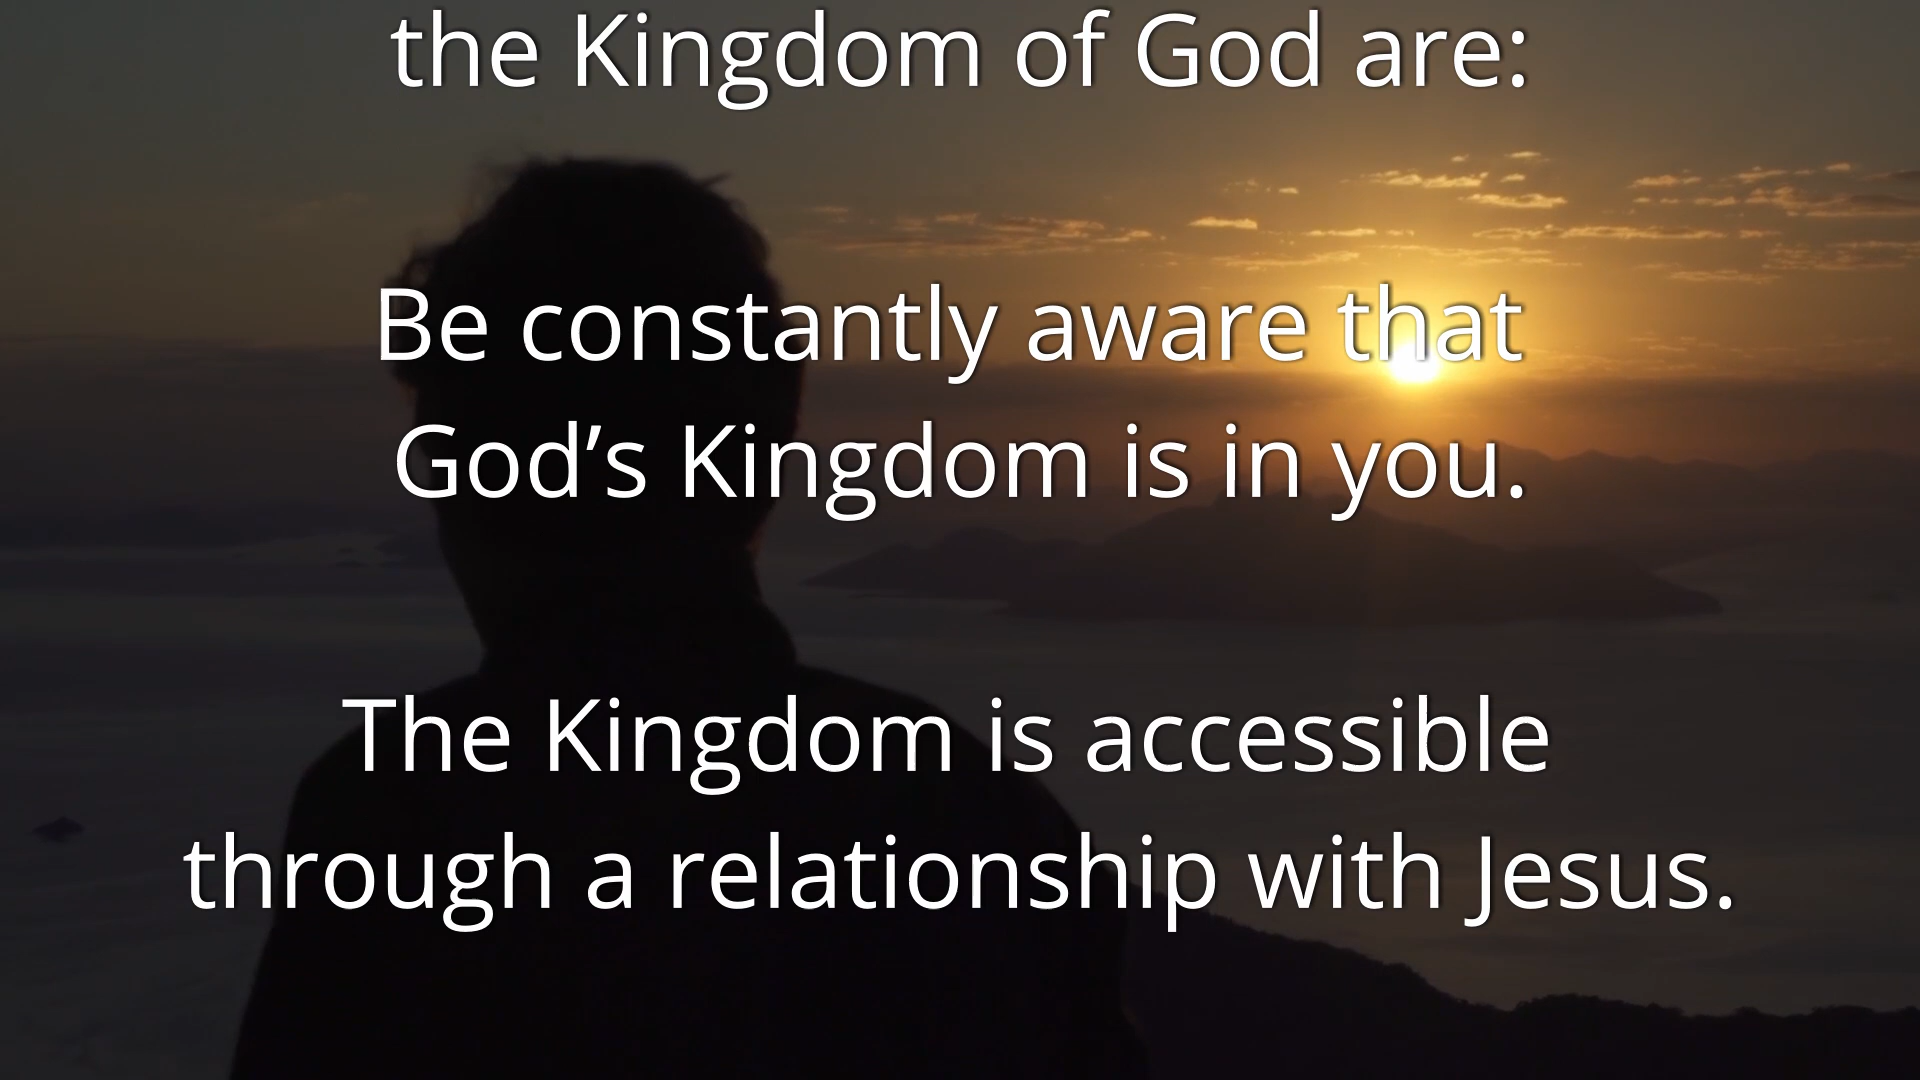 the Kingdom of God are:
Be constantly aware that
God’s Kingdom is in you.
The Kingdom is accessible
through a relationship with Jesus.